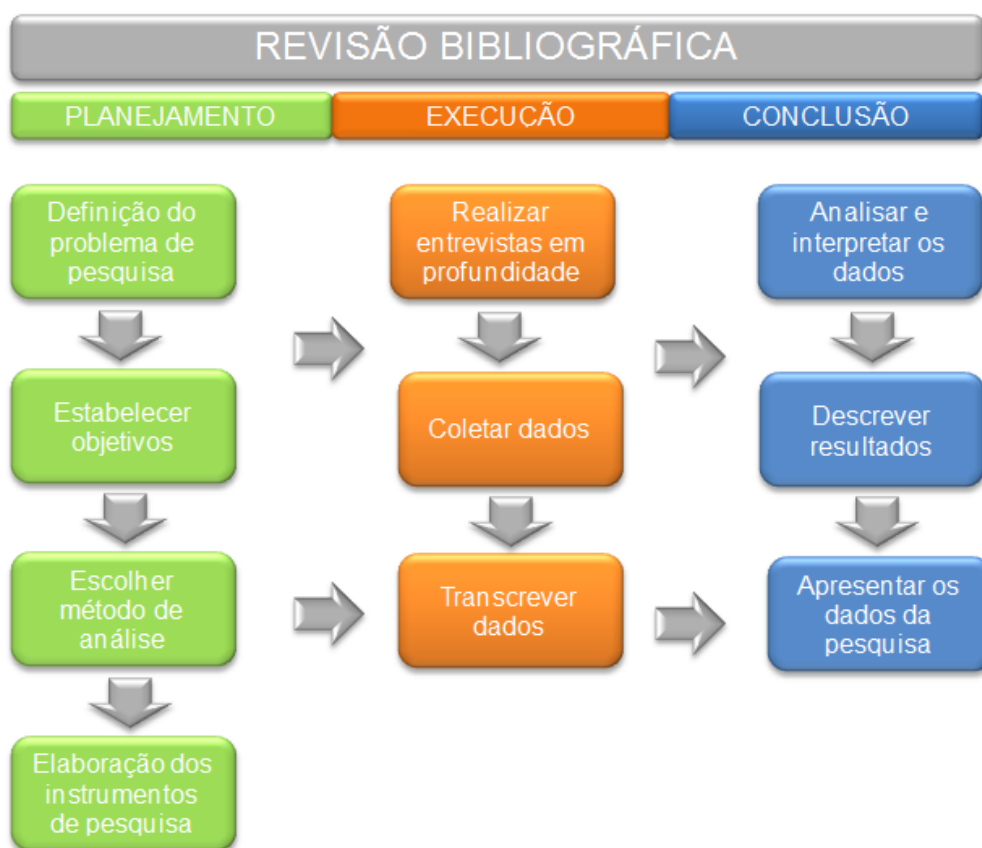 REVISÃO BIBLIOGRÁFICA
PLANEJAMENTO
EXECUÇÃO
CONCLUSÃO
Definição do
problema de
pesquisa
Estabelecer
objetivos
Escolher
método de
análise
Elaboração dos
instrumentos
de pesquisa
Realizar
entrevistas em
profundidade
Coletar dados
Transcrever
dados
Analisar e
interpretar os
dados
Descrever
resultados
Apresentar os
dados da
pesquisa